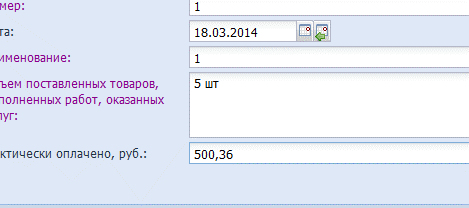 мер: 1
та: 18.03.2014
именование: 1
ъем поставленных товаров, 5 шт
полненных работ, оказанных
луг:
ктически оплачено, руб.: 500,36